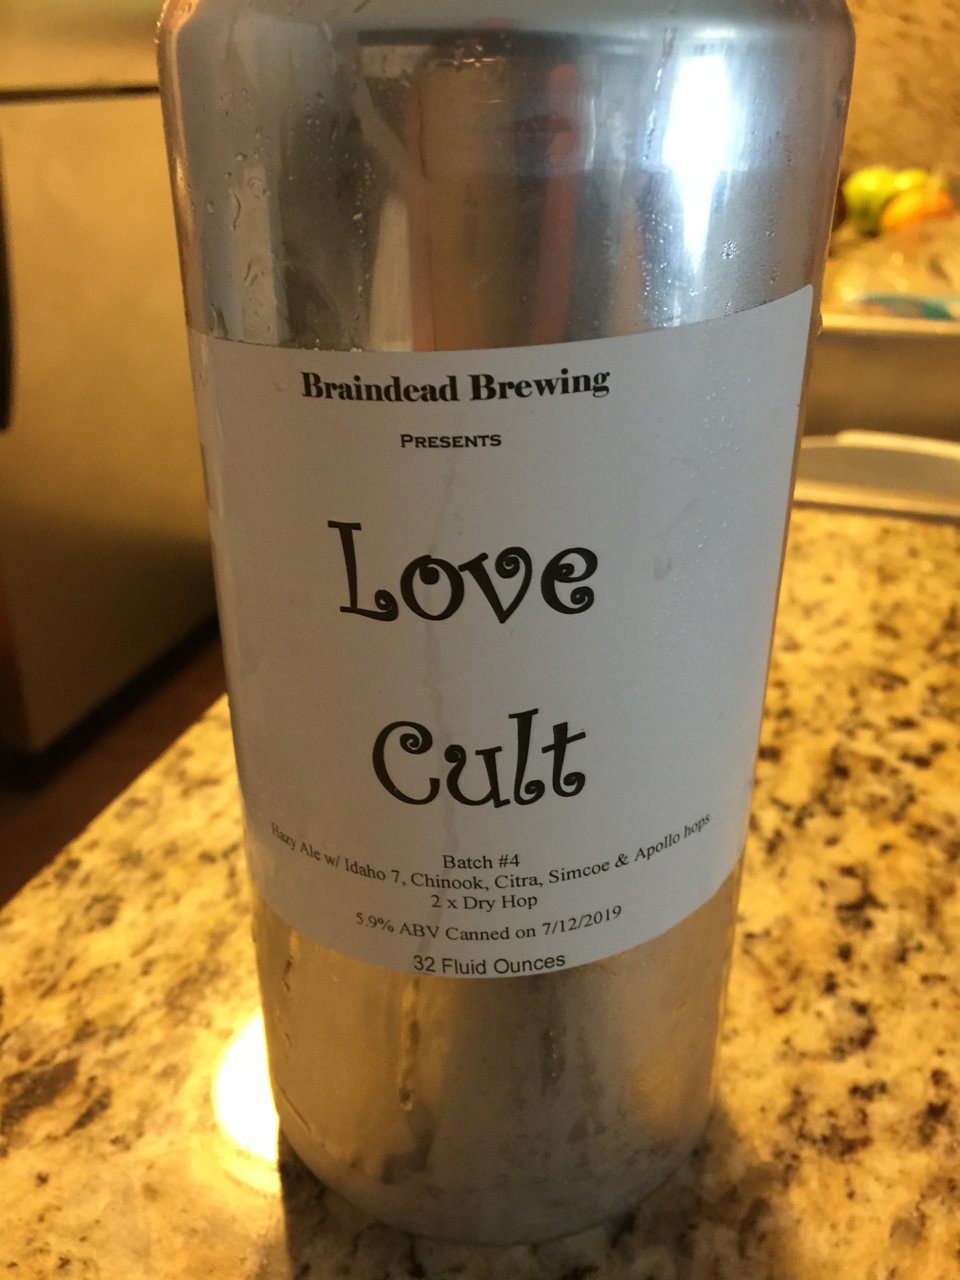 Braindead Brewing
Presents
Love
Cult
Batch #4
Hazy Ale w/ Idaho 7, Chinook, Citra, Simcoe & Apollo hops
2 x Dry Hop
5.9% ABV Canned on 7/12/2019
32 Fluid Ounces